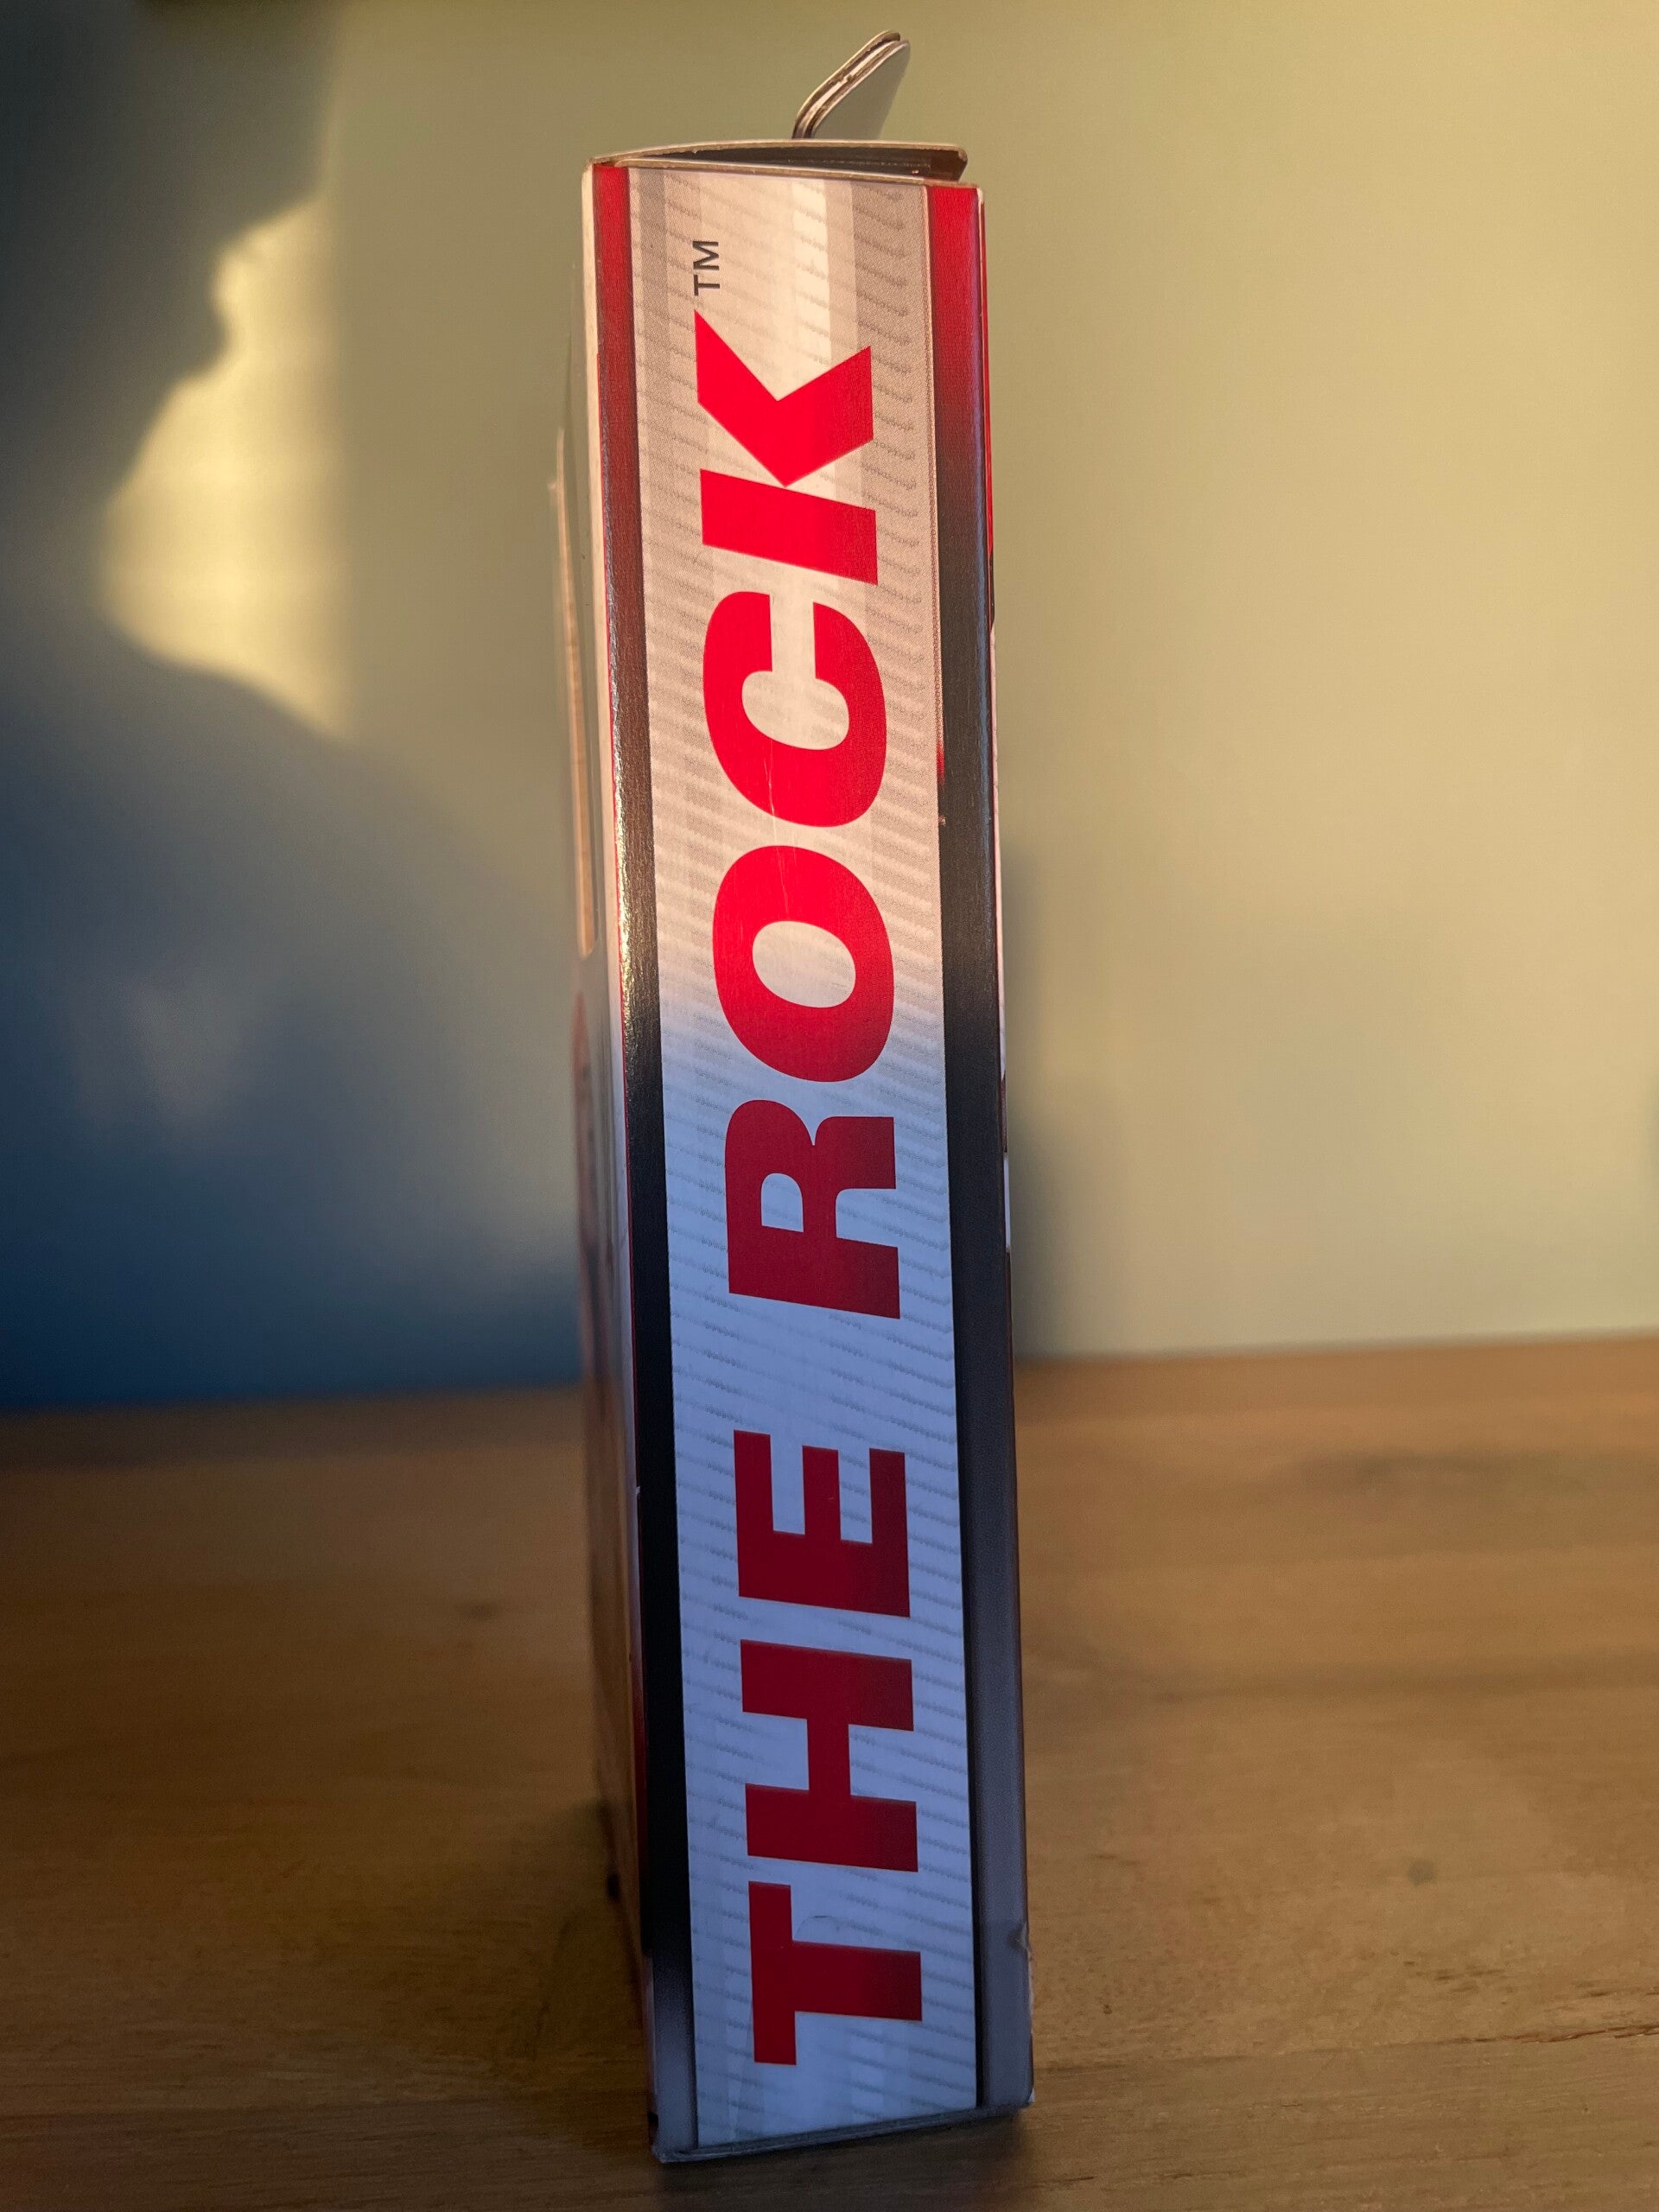 THE ROCK™